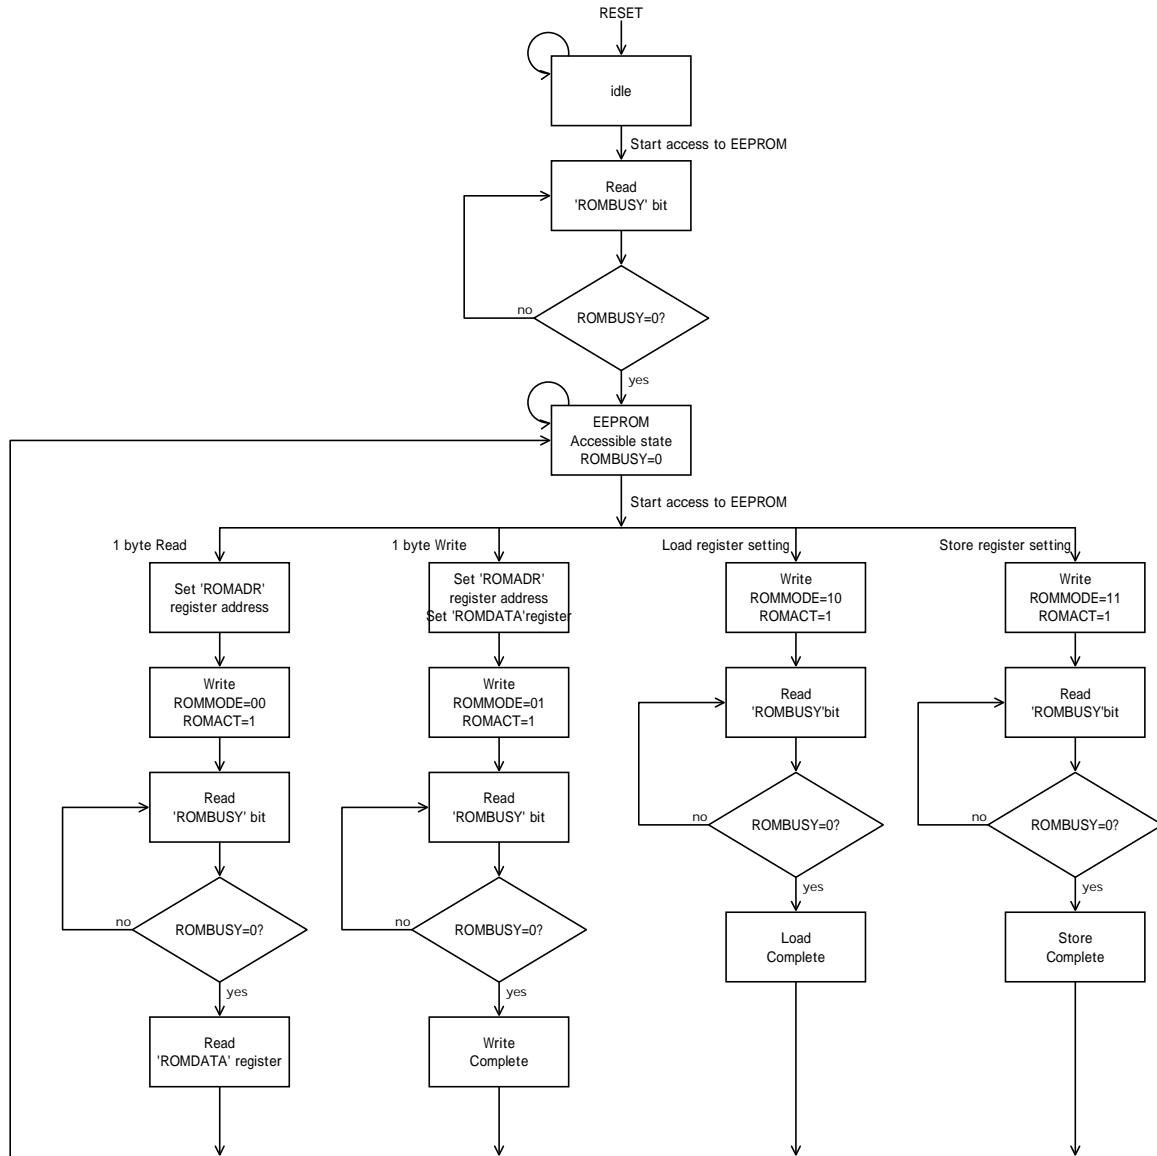 RESET
idle
Start access to EEPROM
Read
'ROMBUSY' bit
no
ROMBUSY=0?
yes
EEPROM
Accessible state
ROMBUSY=0
Start access to EEPROM
1 byte Read
Set 'ROMADR'
register address
Write
ROMMODE=00
ROMACT=1
Read
'ROMBUSY' bit
no
ROMBUSY=0?
yes
Read
'ROMDATA' register
1 byte Write
Set 'ROMADR'
register address
Set 'ROMDATA'register
Write
ROMMODE=01
ROMACT=1
Read
'ROMBUSY' bit
no
ROMBUSY=0?
yes
Write
Complete
Load register setting
Write
ROMMODE=10
ROMACT=1
Read
'ROMBUSY'bit
no
ROMBUSY=0?
yes
Load
Complete
Store register setting
Write
ROMMODE=11
ROMACT=1
Read
'ROMBUSY'bit
no
ROMBUSY=0?
yes
Store
Complete